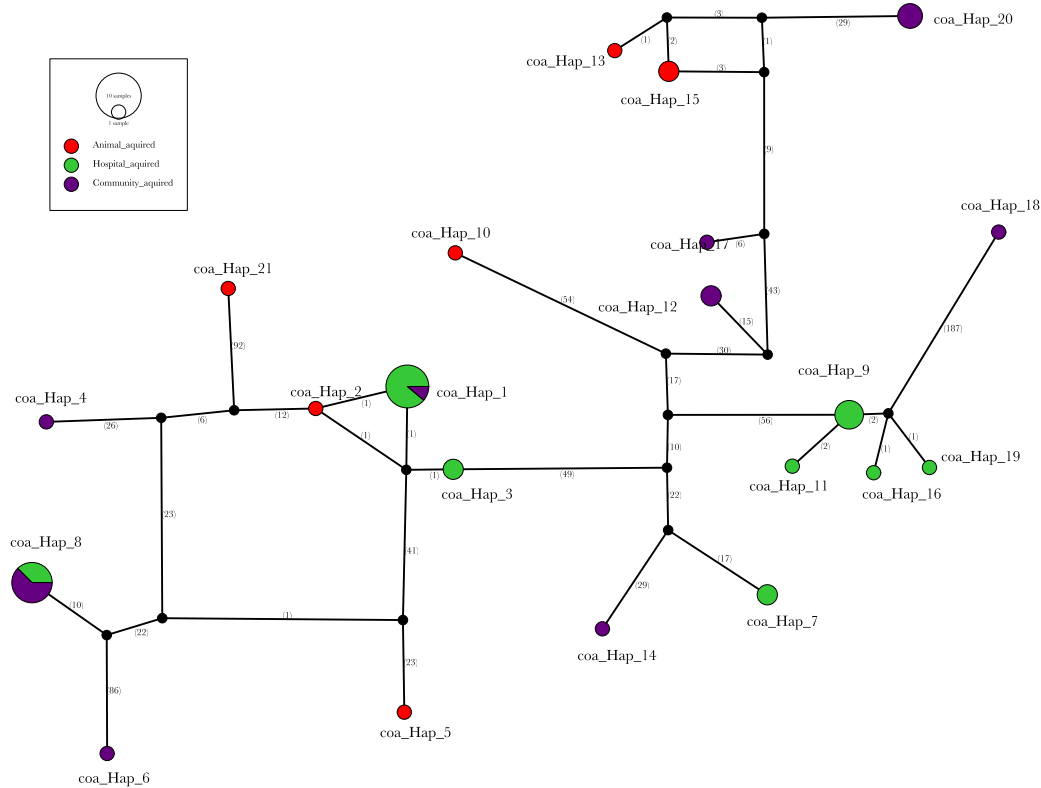 (3)
(29)
coa_Hap_20
(1)
(2)
(1)
coa_Hap_13
(3)
coa_Hap_15
10 samples
1 sample
Animal_aquired
Hospital_aquired
Community_aquired
(9)
coa_Hap_18
coa_Hap_10
coa_Hap_17
(6)
coa_Hap_21
(43)
(54)
coa_Hap_12
(15)
(187)
(92)
(30)
coa_Hap_9
(17)
coa_Hap_4
coa_Hap_2
coa_Hap_1
(1)
(26)
(6)
(12)
(56)
(2)
(1)
(1)
(1)
(1)
(2)
(10)
coa_Hap_19
(1)
(49)
coa_Hap_3
coa_Hap_11
coa_Hap_16
(22)
(23)
coa_Hap_8
(41)
(17)
(29)
(10)
(1)
(22)
coa_Hap_7
coa_Hap_14
(23)
(86)
coa_Hap_5
coa_Hap_6